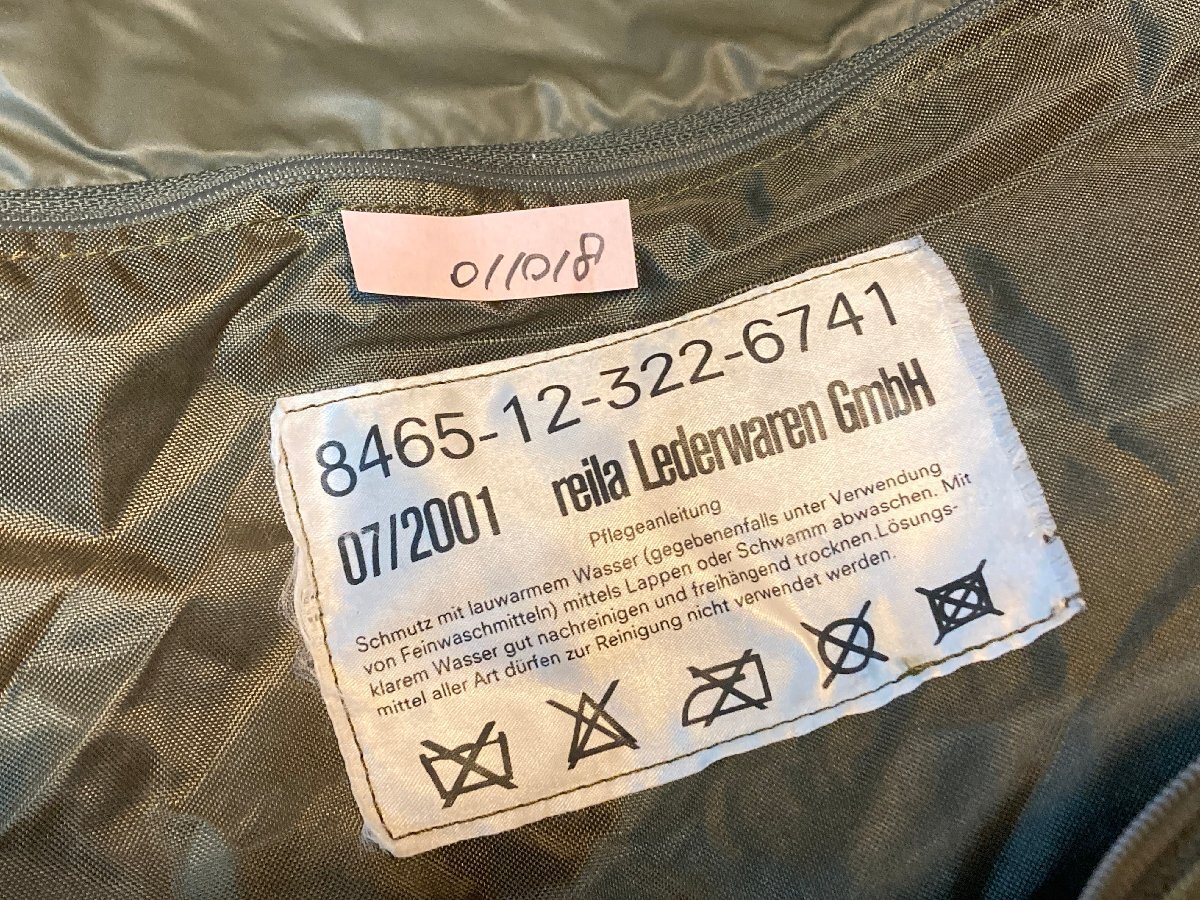 011018
8465-12-322-6741
07/2001 reila Lederwaren GmbH
Pflegeanleitung
Schmutz mit lauwarmem Wasser (gegebenenfalls unter Verwendung
von Feinwaschmitteln) mittels Lappen oder Schwamm abwaschen. Mit
klarem Wasser gut nachreinigen und freihängend trocknen.Lösungs-
mittel aller Art dürfen zur Reinigung nicht verwendet werden.